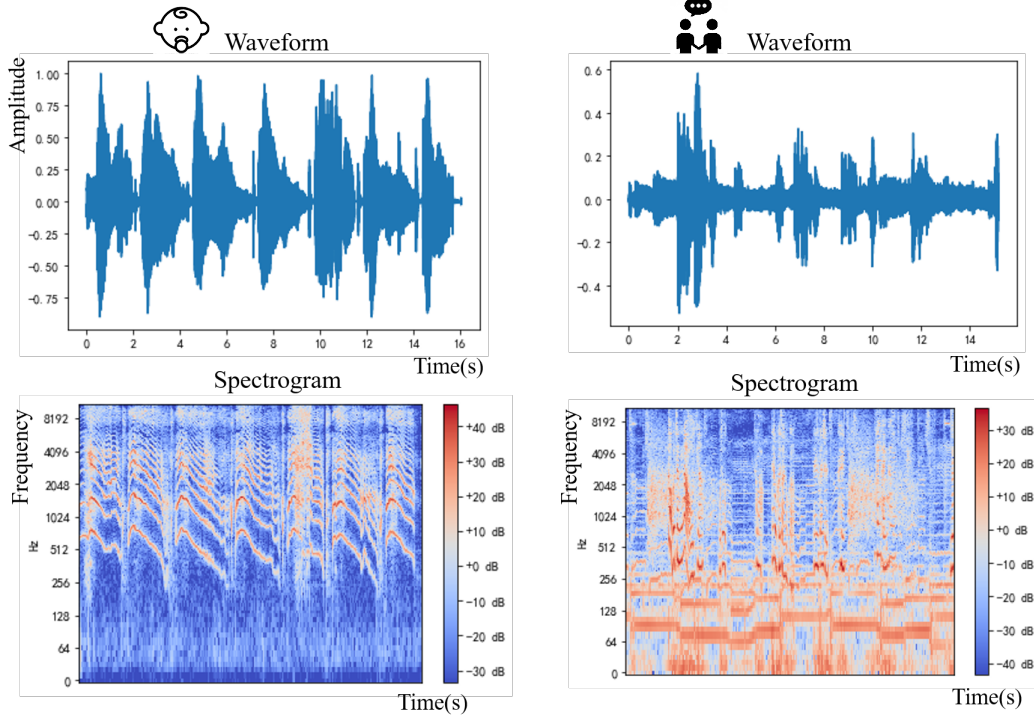 Waveform
Amplitude
1.00
0.75
0.50
0.25
0.00
-0.25
-0.50
-0.75
0 2 4 6 8 10 12 14 16
Time(s)
Waveform
0.6
0.4
0.2
0.0
-0.2
-0.4
0 2 4 6 8 10 12 14
Time(s)
Spectrogram
Frequency
Hz
8192
4096
2048
1024
512
256
128
64
0
+40 dB
+30 dB
+20 dB
+10 dB
+0 dB
-10 dB
-20 dB
-30 dB
Time(s)
Spectrogram
Frequency
Hz
8192
4096
2048
1024
512
256
128
64
0
+30 dB
+20 dB
+10 dB
+0 dB
-10 dB
-20 dB
-30 dB
-40 dB
Time(s)